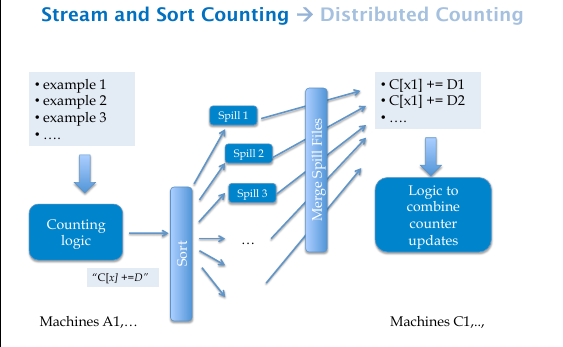 Stream and Sort Counting → Distributed Counting
• example 1
• example 2
• example 3
• ….
Counting
logic
“C[x] +=D”
Machines A1,…
Sort
Spill 1
Spill 2
Spill 3
…
Merge Spill Files
• C[x1] += D1
• C[x1] += D2
• ….
Logic to
combine
counter
updates
Machines C1,..,